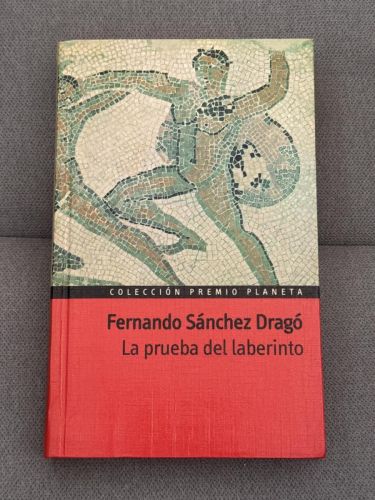 COLECCIÓN PREMIO PLANETA
Fernando Sánchez Dragó
La prueba del laberinto